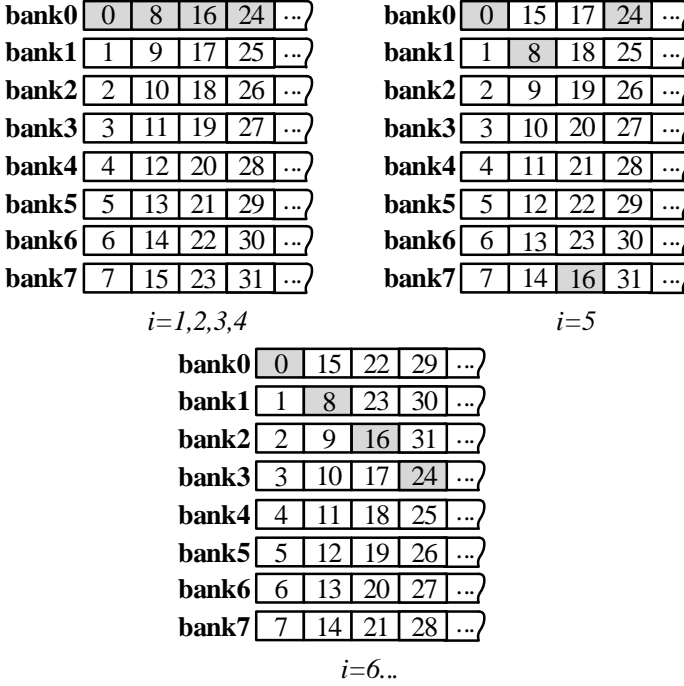 bank0 0 8 16 24 ...
bank1 1 9 17 25 ...
bank2 2 10 18 26 ...
bank3 3 11 19 27 ...
bank4 4 12 20 28 ...
bank5 5 13 21 29 ...
bank6 6 14 22 30 ...
bank7 7 15 23 31 ...
i=1,2,3,4
bank0 0 15 17 24 ...
bank1 1 8 18 25 ...
bank2 2 9 19 26 ...
bank3 3 10 20 27 ...
bank4 4 11 21 28 ...
bank5 5 12 22 29 ...
bank6 6 13 23 30 ...
bank7 7 14 16 31 ...
i=5
bank0 0 15 22 29 ...
bank1 1 8 23 30 ...
bank2 2 9 16 31 ...
bank3 3 10 17 24 ...
bank4 4 11 18 25 ...
bank5 5 12 19 26 ...
bank6 6 13 20 27 ...
bank7 7 14 21 28 ...
i=6...